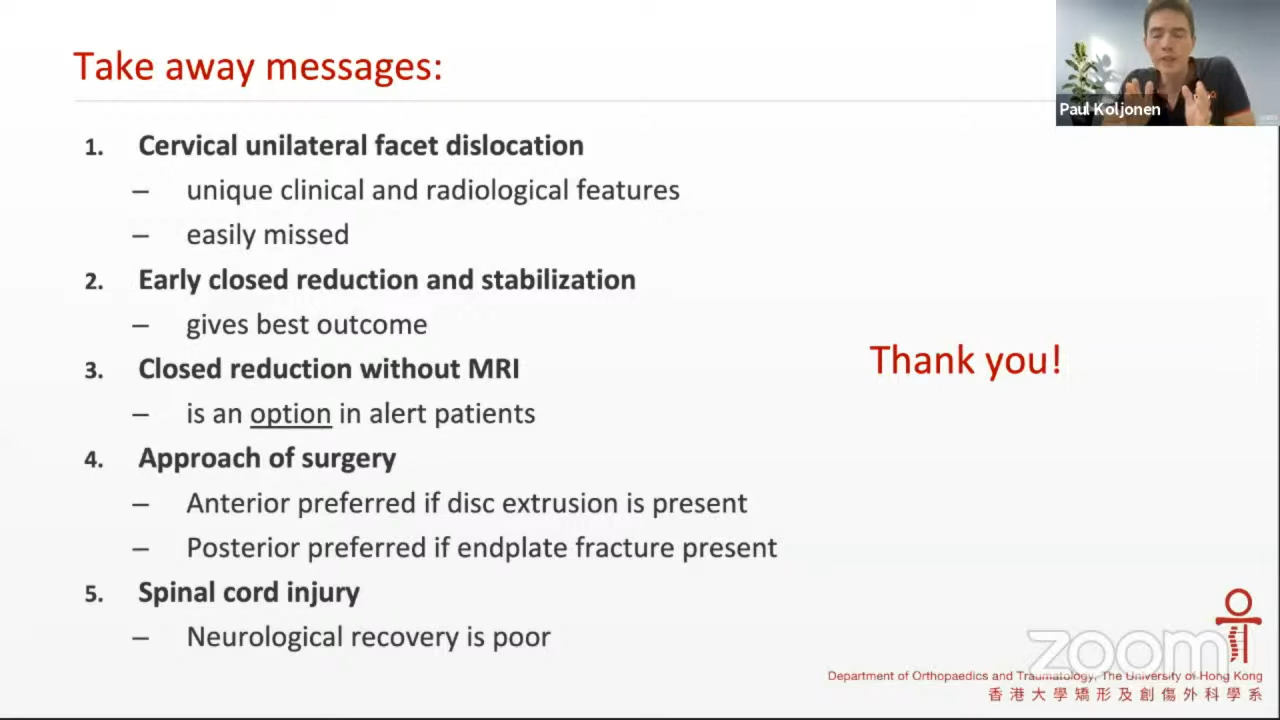 Take away messages:
Paul Koljonen
1. Cervical unilateral facet dislocation
– unique clinical and radiological features
– easily missed
2. Early closed reduction and stabilization
– gives best outcome
Thank you!
3. Closed reduction without MRI
– is an option in alert patients
4. Approach of surgery
– Anterior preferred if disc extrusion is present
– Posterior preferred if endplate fracture present
5. Spinal cord injury
– Neurological recovery is poor
zoom
Department of Orthopaedics and Traumatology, The University of Hong Kong
香港大學矯形及創傷外科學系